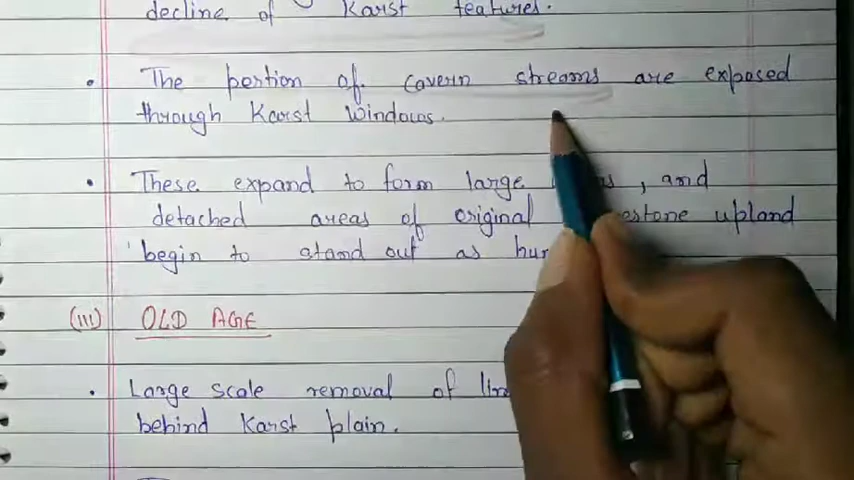 decline of Karst features.
• The portion of cavern streams are exposed
through Karst windows.
• These expand to form large , and
detached areas of original upland
begin to stand out as
(iii) OLD AGE
• Large scale removal of
behind Karst plain.